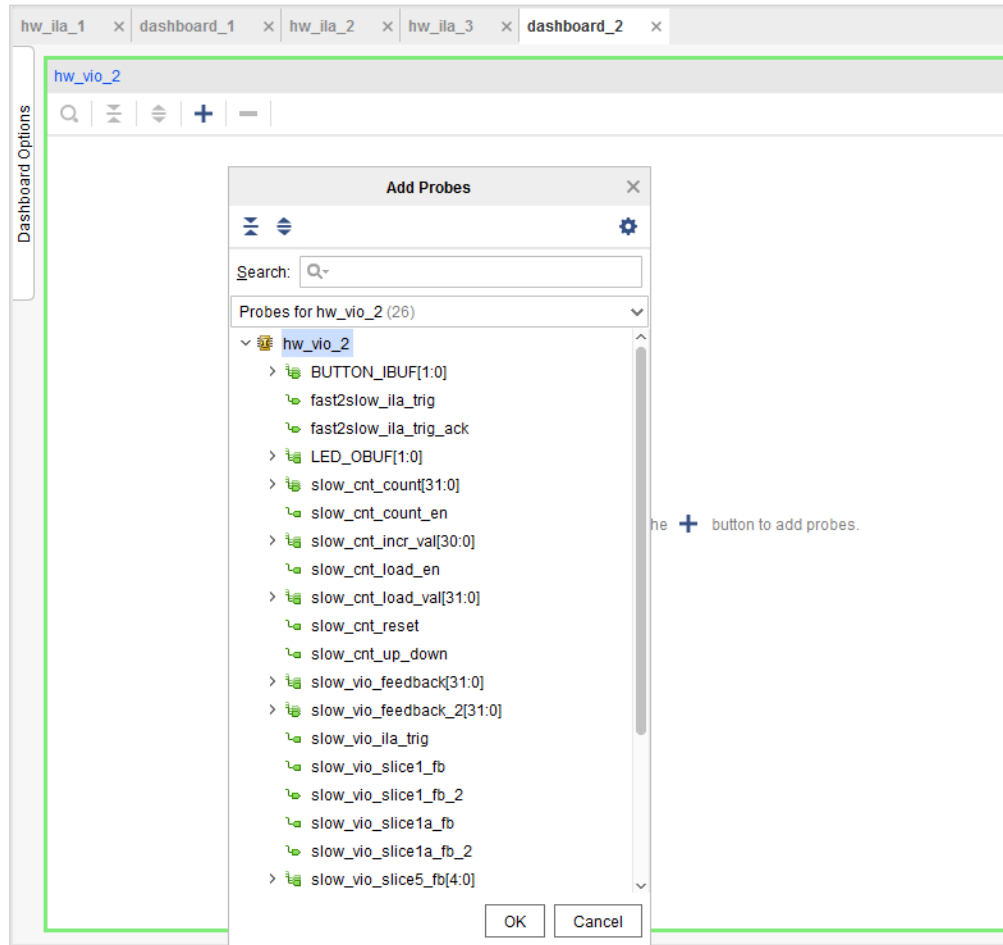 hw_ila_1 dashboard_1 hw_ila_2 hw_ila_3 dashboard_2
Dashboard Options
hw_vio_2
Add Probes
Search:
Probes for hw_vio_2 (26)
hw_vio_2
BUTTON_IBUF[1:0]
fast2slow_ila_trig
fast2slow_ila_trig_ack
LED_OBUF[1:0]
slow_cnt_count[31:0]
slow_cnt_count_en
he button to add probes.
slow_cnt_incr_val[30:0]
slow_cnt_load_en
slow_cnt_load_val[31:0]
slow_cnt_reset
slow_cnt_up_down
slow_vio_feedback[31:0]
slow_vio_feedback_2[31:0]
slow_vio_ila_trig
slow_vio_slice1_fb
slow_vio_slice1_fb_2
slow_vio_slice1a_fb
slow_vio_slice1a_fb_2
slow_vio_slice5_fb[4:0]
OK Cancel